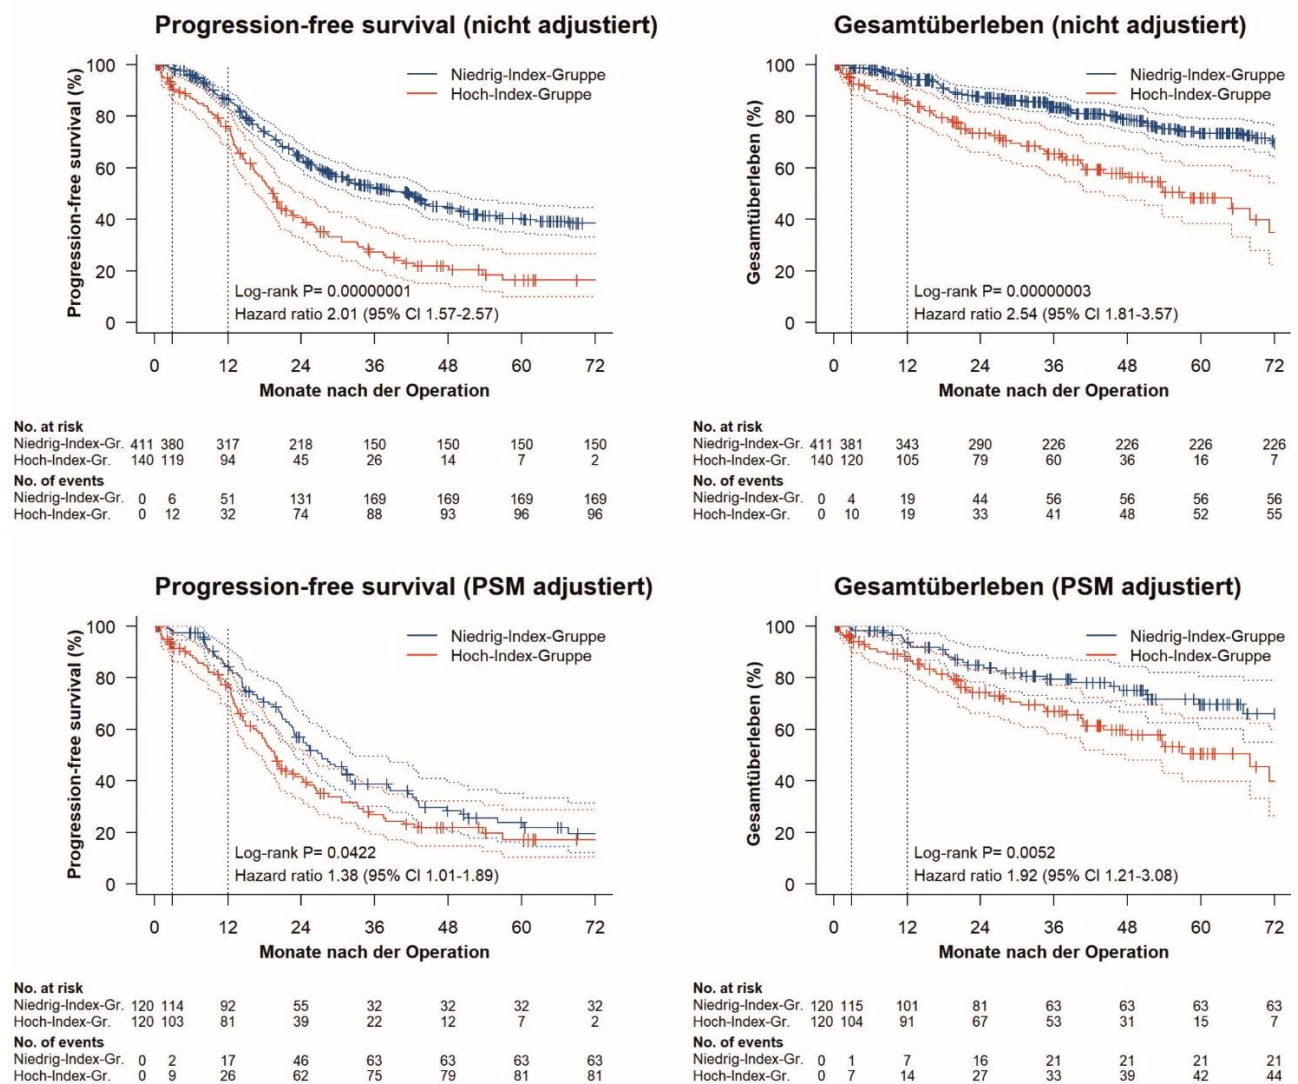 Progression-free survival (nicht adjustiert)
Progression-free survival (%)
100
80
60
40
20
0
Niedrig-Index-Gruppe
Hoch-Index-Gruppe
Log-rank P= 0.00000001
Hazard ratio 2.01 (95% CI 1.57-2.57)
0 12 24 36 48 60 72
Monate nach der Operation
No. at risk
Niedrig-Index-Gr. 411 380 317 218 150 150 150 150
Hoch-Index-Gr. 140 119 94 45 26 14 7 2
No. of events
Niedrig-Index-Gr. 0 6 51 131 169 169 169 169
Hoch-Index-Gr. 0 12 32 74 88 93 96 96
Gesamtüberleben (nicht adjustiert)
Gesamtüberleben (%)
100
80
60
40
20
0
Niedrig-Index-Gruppe
Hoch-Index-Gruppe
Log-rank P= 0.00000003
Hazard ratio 2.54 (95% CI 1.81-3.57)
0 12 24 36 48 60 72
Monate nach der Operation
No. at risk
Niedrig-Index-Gr. 411 381 343 290 226 226 226 226
Hoch-Index-Gr. 140 120 105 79 60 36 16 7
No. of events
Niedrig-Index-Gr. 0 4 19 44 56 56 56 56
Hoch-Index-Gr. 0 10 19 33 41 48 52 55
Progression-free survival (PSM adjustiert)
Progression-free survival (%)
100
80
60
40
20
0
Niedrig-Index-Gruppe
Hoch-Index-Gruppe
Log-rank P= 0.0422
Hazard ratio 1.38 (95% CI 1.01-1.89)
0 12 24 36 48 60 72
Monate nach der Operation
No. at risk
Niedrig-Index-Gr. 120 114 92 55 32 32 32 32
Hoch-Index-Gr. 120 103 81 39 22 12 7 2
No. of events
Niedrig-Index-Gr. 0 2 17 46 63 63 63 63
Hoch-Index-Gr. 0 9 26 62 75 79 81 81
Gesamtüberleben (PSM adjustiert)
Gesamtüberleben (%)
100
80
60
40
20
0
Niedrig-Index-Gruppe
Hoch-Index-Gruppe
Log-rank P= 0.0052
Hazard ratio 1.92 (95% CI 1.21-3.08)
0 12 24 36 48 60 72
Monate nach der Operation
No. at risk
Niedrig-Index-Gr. 120 115 101 81 63 63 63 63
Hoch-Index-Gr. 120 104 91 67 53 31 15 7
No. of events
Niedrig-Index-Gr. 0 1 7 16 21 21 21 21
Hoch-Index-Gr. 0 7 14 27 33 39 42 44